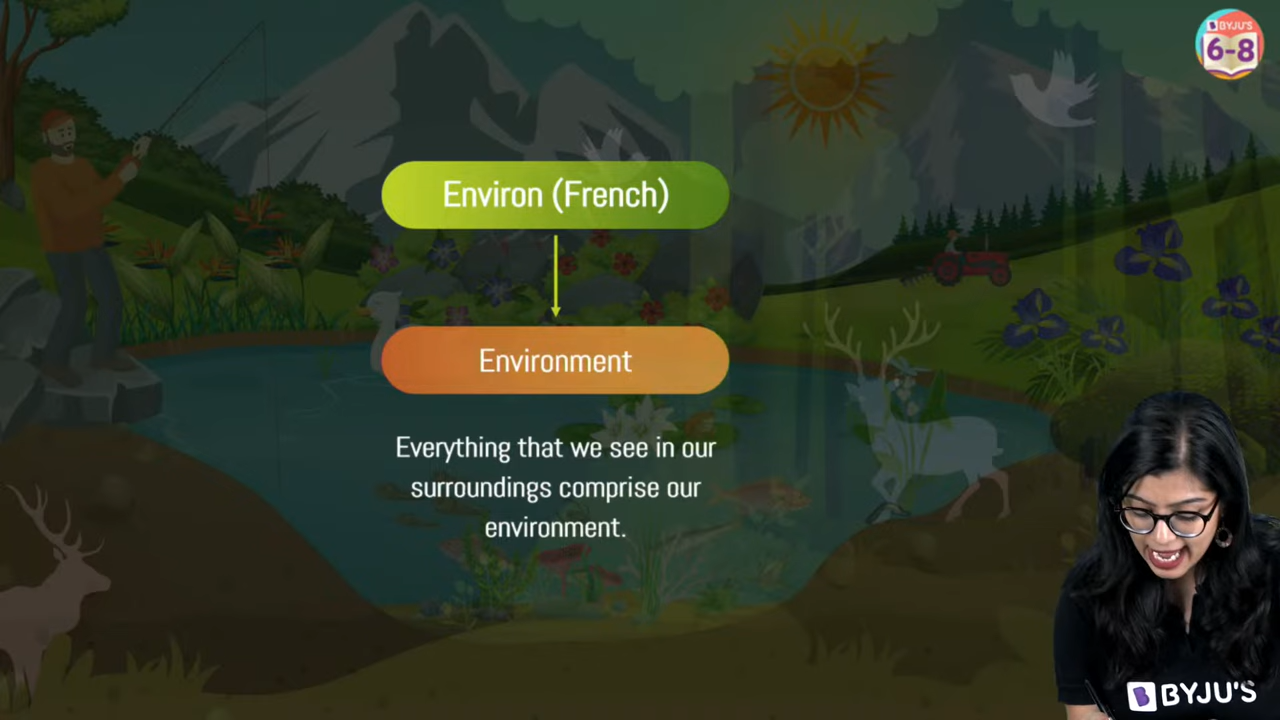 BYJU'S
6-8
Environ (French)
Environment
Everything that we see in our
surroundings comprise our
environment.
BYJU'S